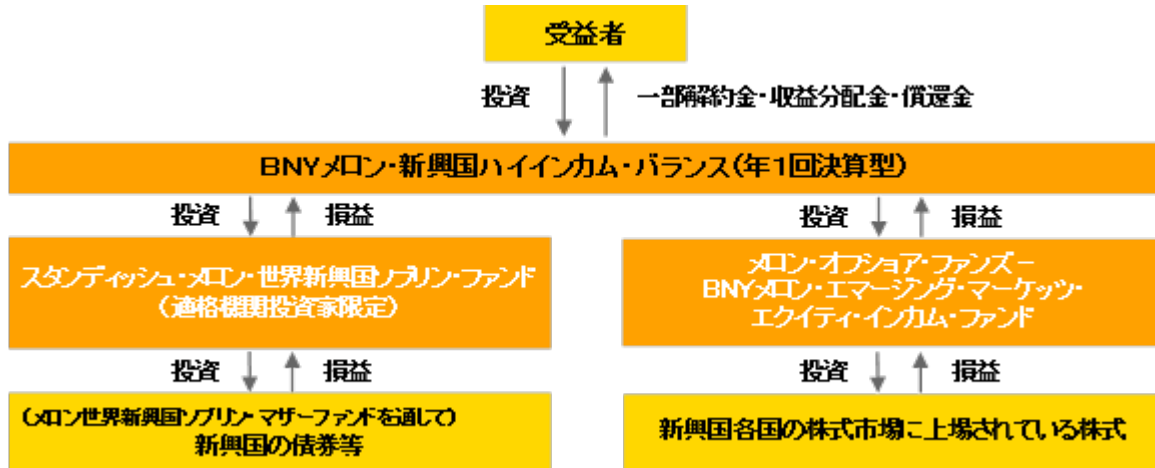 受益者
投資
一部解約金・収益分配金・償還金
BNYメロン・新興国ハイインカム・バランス(年1回決算型)
投資 損益
投資 損益
スタンディッシュ・メロン・世界新興国ソブリン・ファンド
(適格機関投資家限定)
メロン・オフショア・ファンズ－
BNYメロン・エマージング・マーケッツ・
エクイティ・インカム・ファンド
投資 損益
投資 損益
(メロン世界新興国ソブリン・マザーファンドを通して)
新興国の債券等
新興国各国の株式市場に上場されている株式